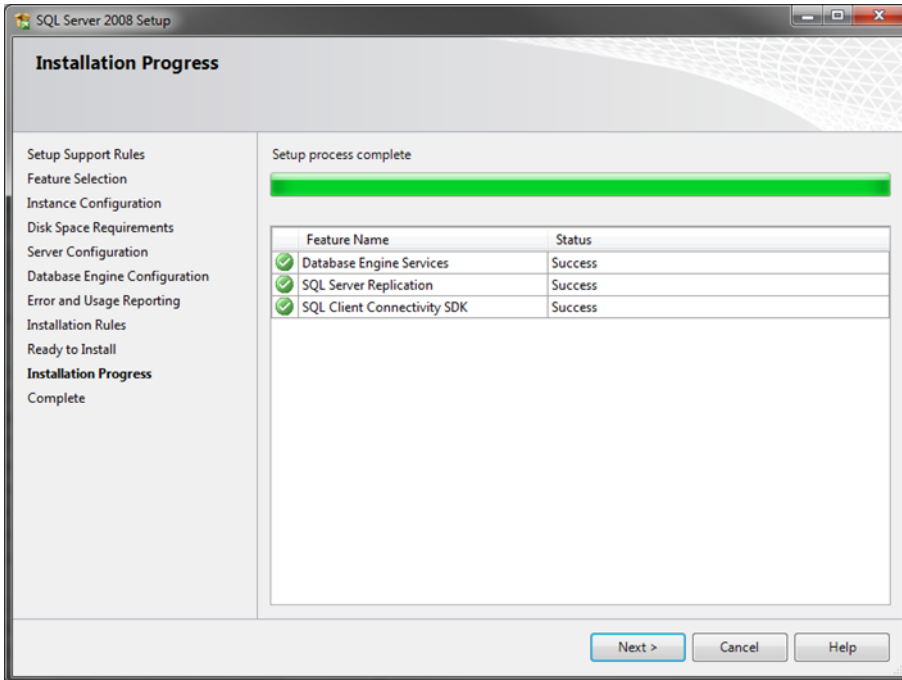 SQL Server 2008 Setup
Installation Progress
Setup Support Rules
Feature Selection
Instance Configuration
Disk Space Requirements
Server Configuration
Database Engine Configuration
Error and Usage Reporting
Installation Rules
Ready to Install
Installation Progress
Complete
Setup process complete
Feature Name Status
Database Engine Services Success
SQL Server Replication Success
SQL Client Connectivity SDK Success
Next > Cancel Help